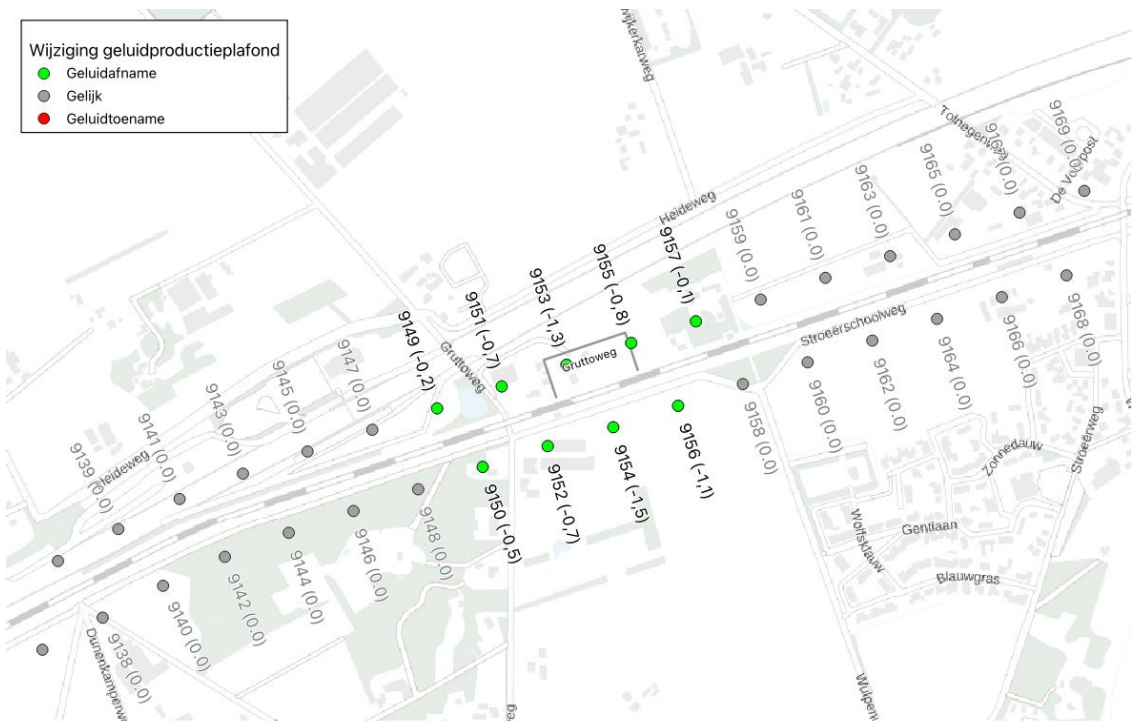 Wijziging geluidproductieplafond
Geluidafname
Gelijk
Geluidtoename
Heideweg
Stroeërschoolweg
Gruttoweg
Gruttoweg
Heideweg
De Voorpost
Zonnedauw
Stroeërweg
Gentiaan
Wolfsklauw
Blauwgras
9139 (0.0)
9141 (0.0)
9143 (0.0)
9145 (0.0)
9147 (0.0)
9149 (-0,2)
9151 (-0,7)
9153 (-1,3)
9155 (-0,8)
9157 (-0,1)
9159 (0.0)
9161 (0.0)
9163 (0.0)
9165 (0.0)
9167 (0.0)
9169 (0.0)
9138 (0.0)
9140 (0.0)
9142 (0.0)
9144 (0.0)
9146 (0.0)
9148 (0.0)
9150 (-0,5)
9152 (-0,7)
9154 (-1,5)
9156 (-1,1)
9158 (0.0)
9160 (0.0)
9162 (0.0)
9164 (0.0)
9166 (0.0)
9168 (0.0)